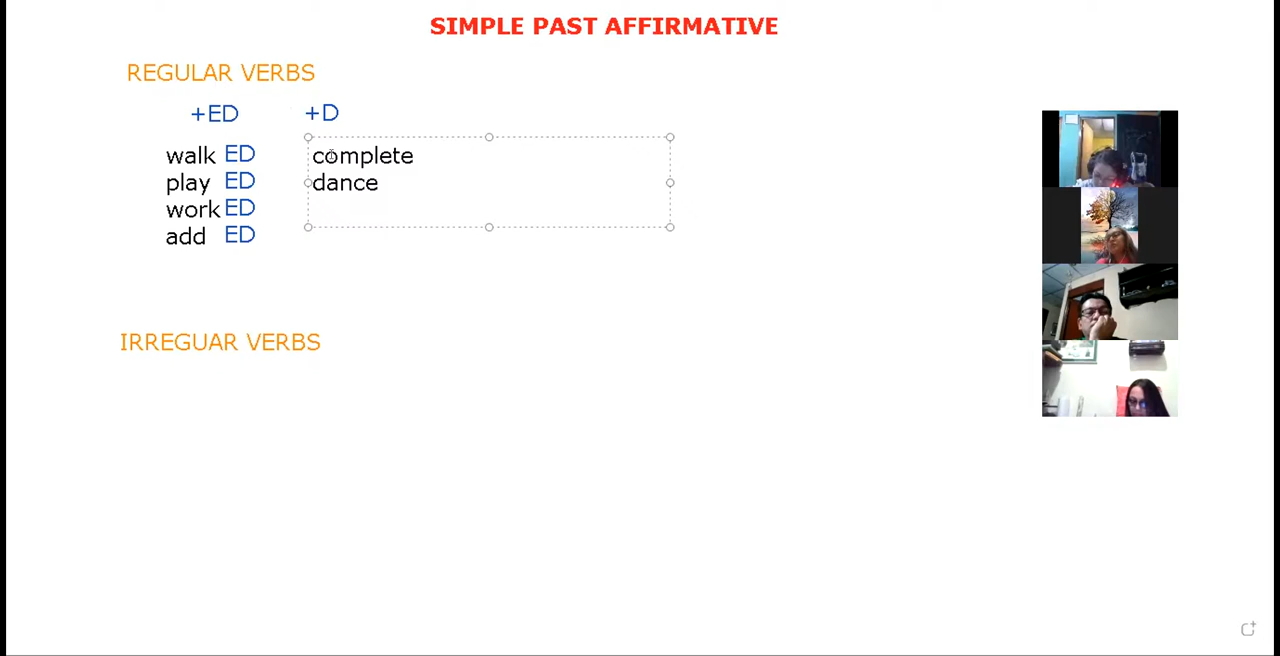 SIMPLE PAST AFFIRMATIVE
REGULAR VERBS
+ED +D
walk ED complete
play ED dance
work ED
add ED
IRREGUAR VERBS